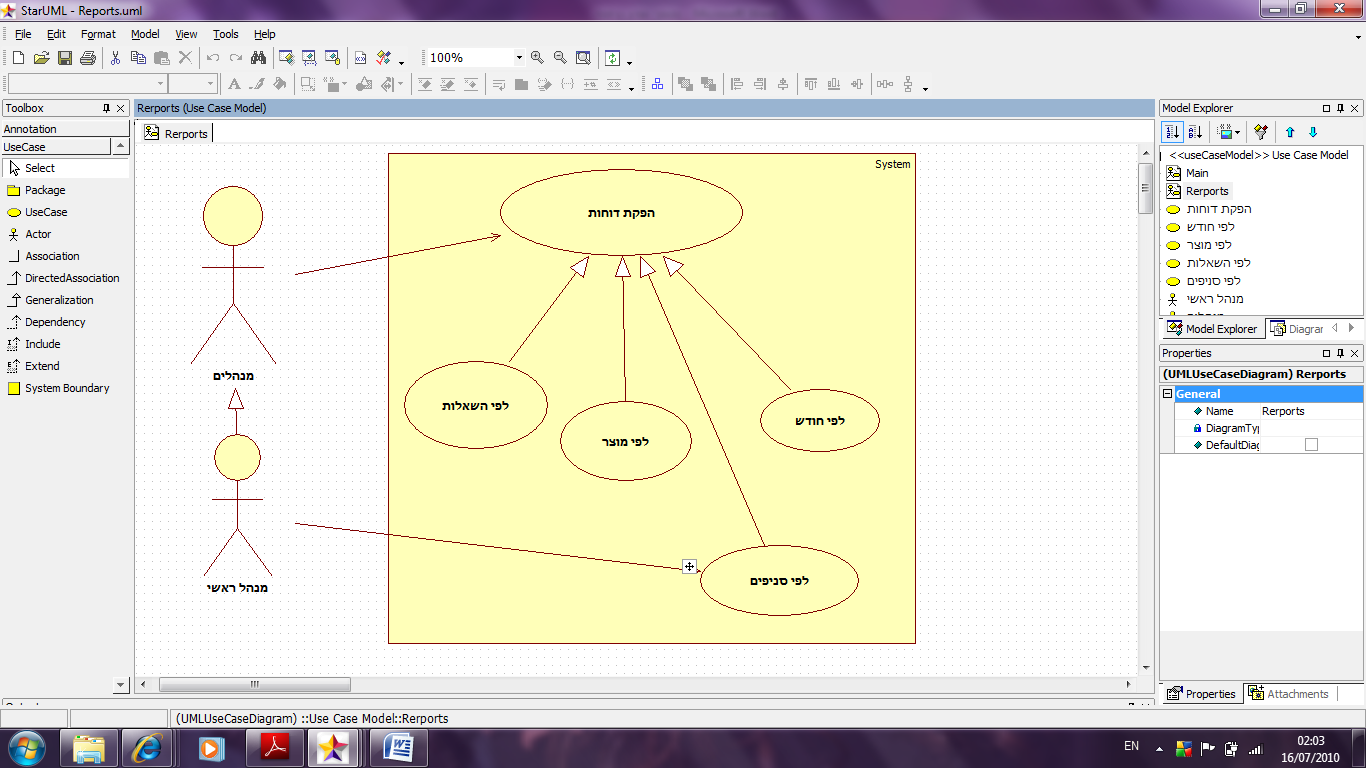 StarUML - Reports.uml
File Edit Format Model View Tools Help
100%
Toolbox
Annotation
UseCase
Select
Package
UseCase
Actor
Association
DirectedAssociation
Generalization
Dependency
Include
Extend
System Boundary
Rerports (Use Case Model)
Rerports
System
הפקת דוחות
מנהלים
לפי השאלות
לפי מוצר
לפי חודש
מנהל ראשי
לפי סניפים
Model Explorer
<<useCaseModel>> Use Case Model
Main
Rerports
הפקת דוחות
לפי חודש
לפי מוצר
לפי השאלות
לפי סניפים
מנהל ראשי
Model Explorer Diagrar
Properties
(UMLUseCaseDiagram) Rerports
General
Name Rerports
DiagramTy
DefaultDiag
Properties Attachments
(UMLUseCaseDiagram) ::Use Case Model::Rerports
EN
02:03
16/07/2010